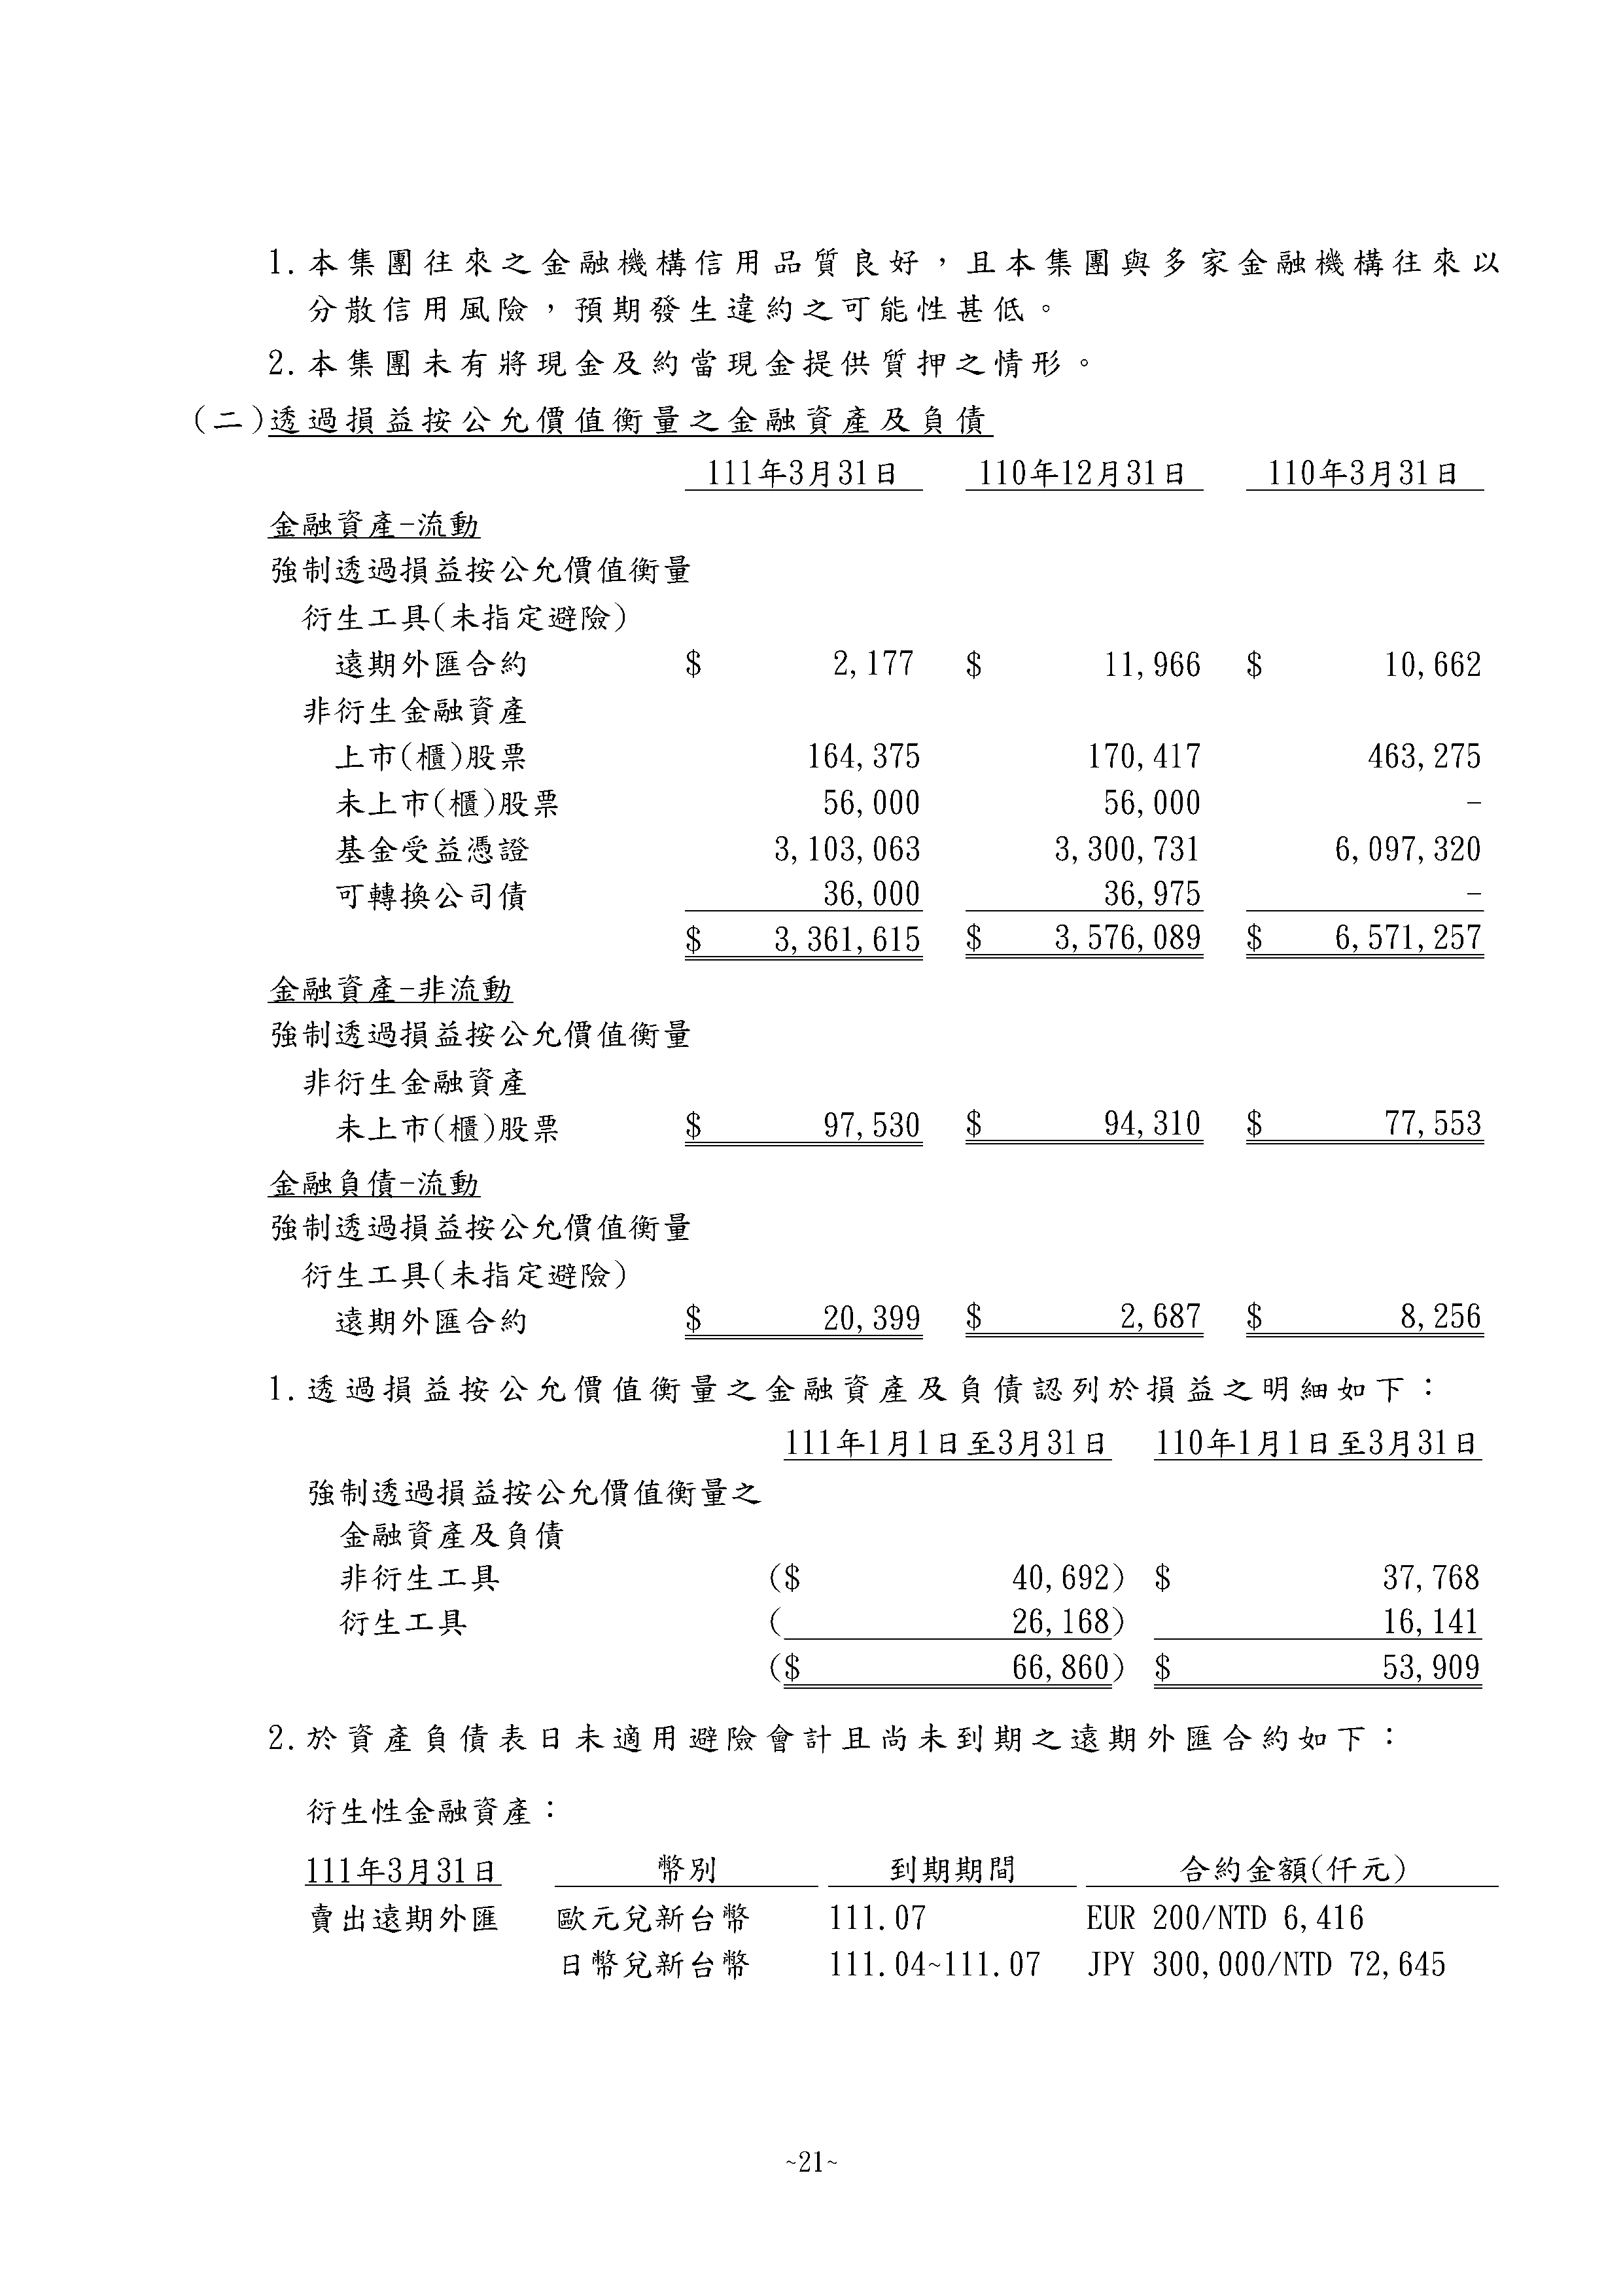 1.本集團往來之金融機構信用品質良好，且本集團與多家金融機構往來以
分散信用風險，預期發生違約之可能性甚低。
2.本集團未有將現金及約當現金提供質押之情形。
(二)透過損益按公允價值衡量之金融資產及負債
111年3月31日 110年12月31日 110年3月31日
金融資產-流動
強制透過損益按公允價值衡量
衍生工具(未指定避險)
遠期外匯合約 $ 2,177 $ 11,966 $ 10,662
非衍生金融資產
上市(櫃)股票 164,375 170,417 463,275
未上市(櫃)股票 56,000 56,000 -
基金受益憑證 3,103,063 3,300,731 6,097,320
可轉換公司債 36,000 36,975 -
$ 3,361,615 $ 3,576,089 $ 6,571,257
金融資產-非流動
強制透過損益按公允價值衡量
非衍生金融資產
未上市(櫃)股票 $ 97,530 $ 94,310 $ 77,553
金融負債-流動
強制透過損益按公允價值衡量
衍生工具(未指定避險)
遠期外匯合約 $ 20,399 $ 2,687 $ 8,256
1.透過損益按公允價值衡量之金融資產及負債認列於損益之明細如下：
111年1月1日至3月31日 110年1月1日至3月31日
強制透過損益按公允價值衡量之
金融資產及負債
非衍生工具 ($ 40,692) $ 37,768
衍生工具 ( 26,168) 16,141
($ 66,860) $ 53,909
2.於資產負債表日未適用避險會計且尚未到期之遠期外匯合約如下：
衍生性金融資產：
111年3月31日 幣別 到期期間 合約金額(仟元)
賣出遠期外匯 歐元兌新台幣 111.07 EUR 200/NTD 6,416
日幣兌新台幣 111.04~111.07 JPY 300,000/NTD 72,645
~21~